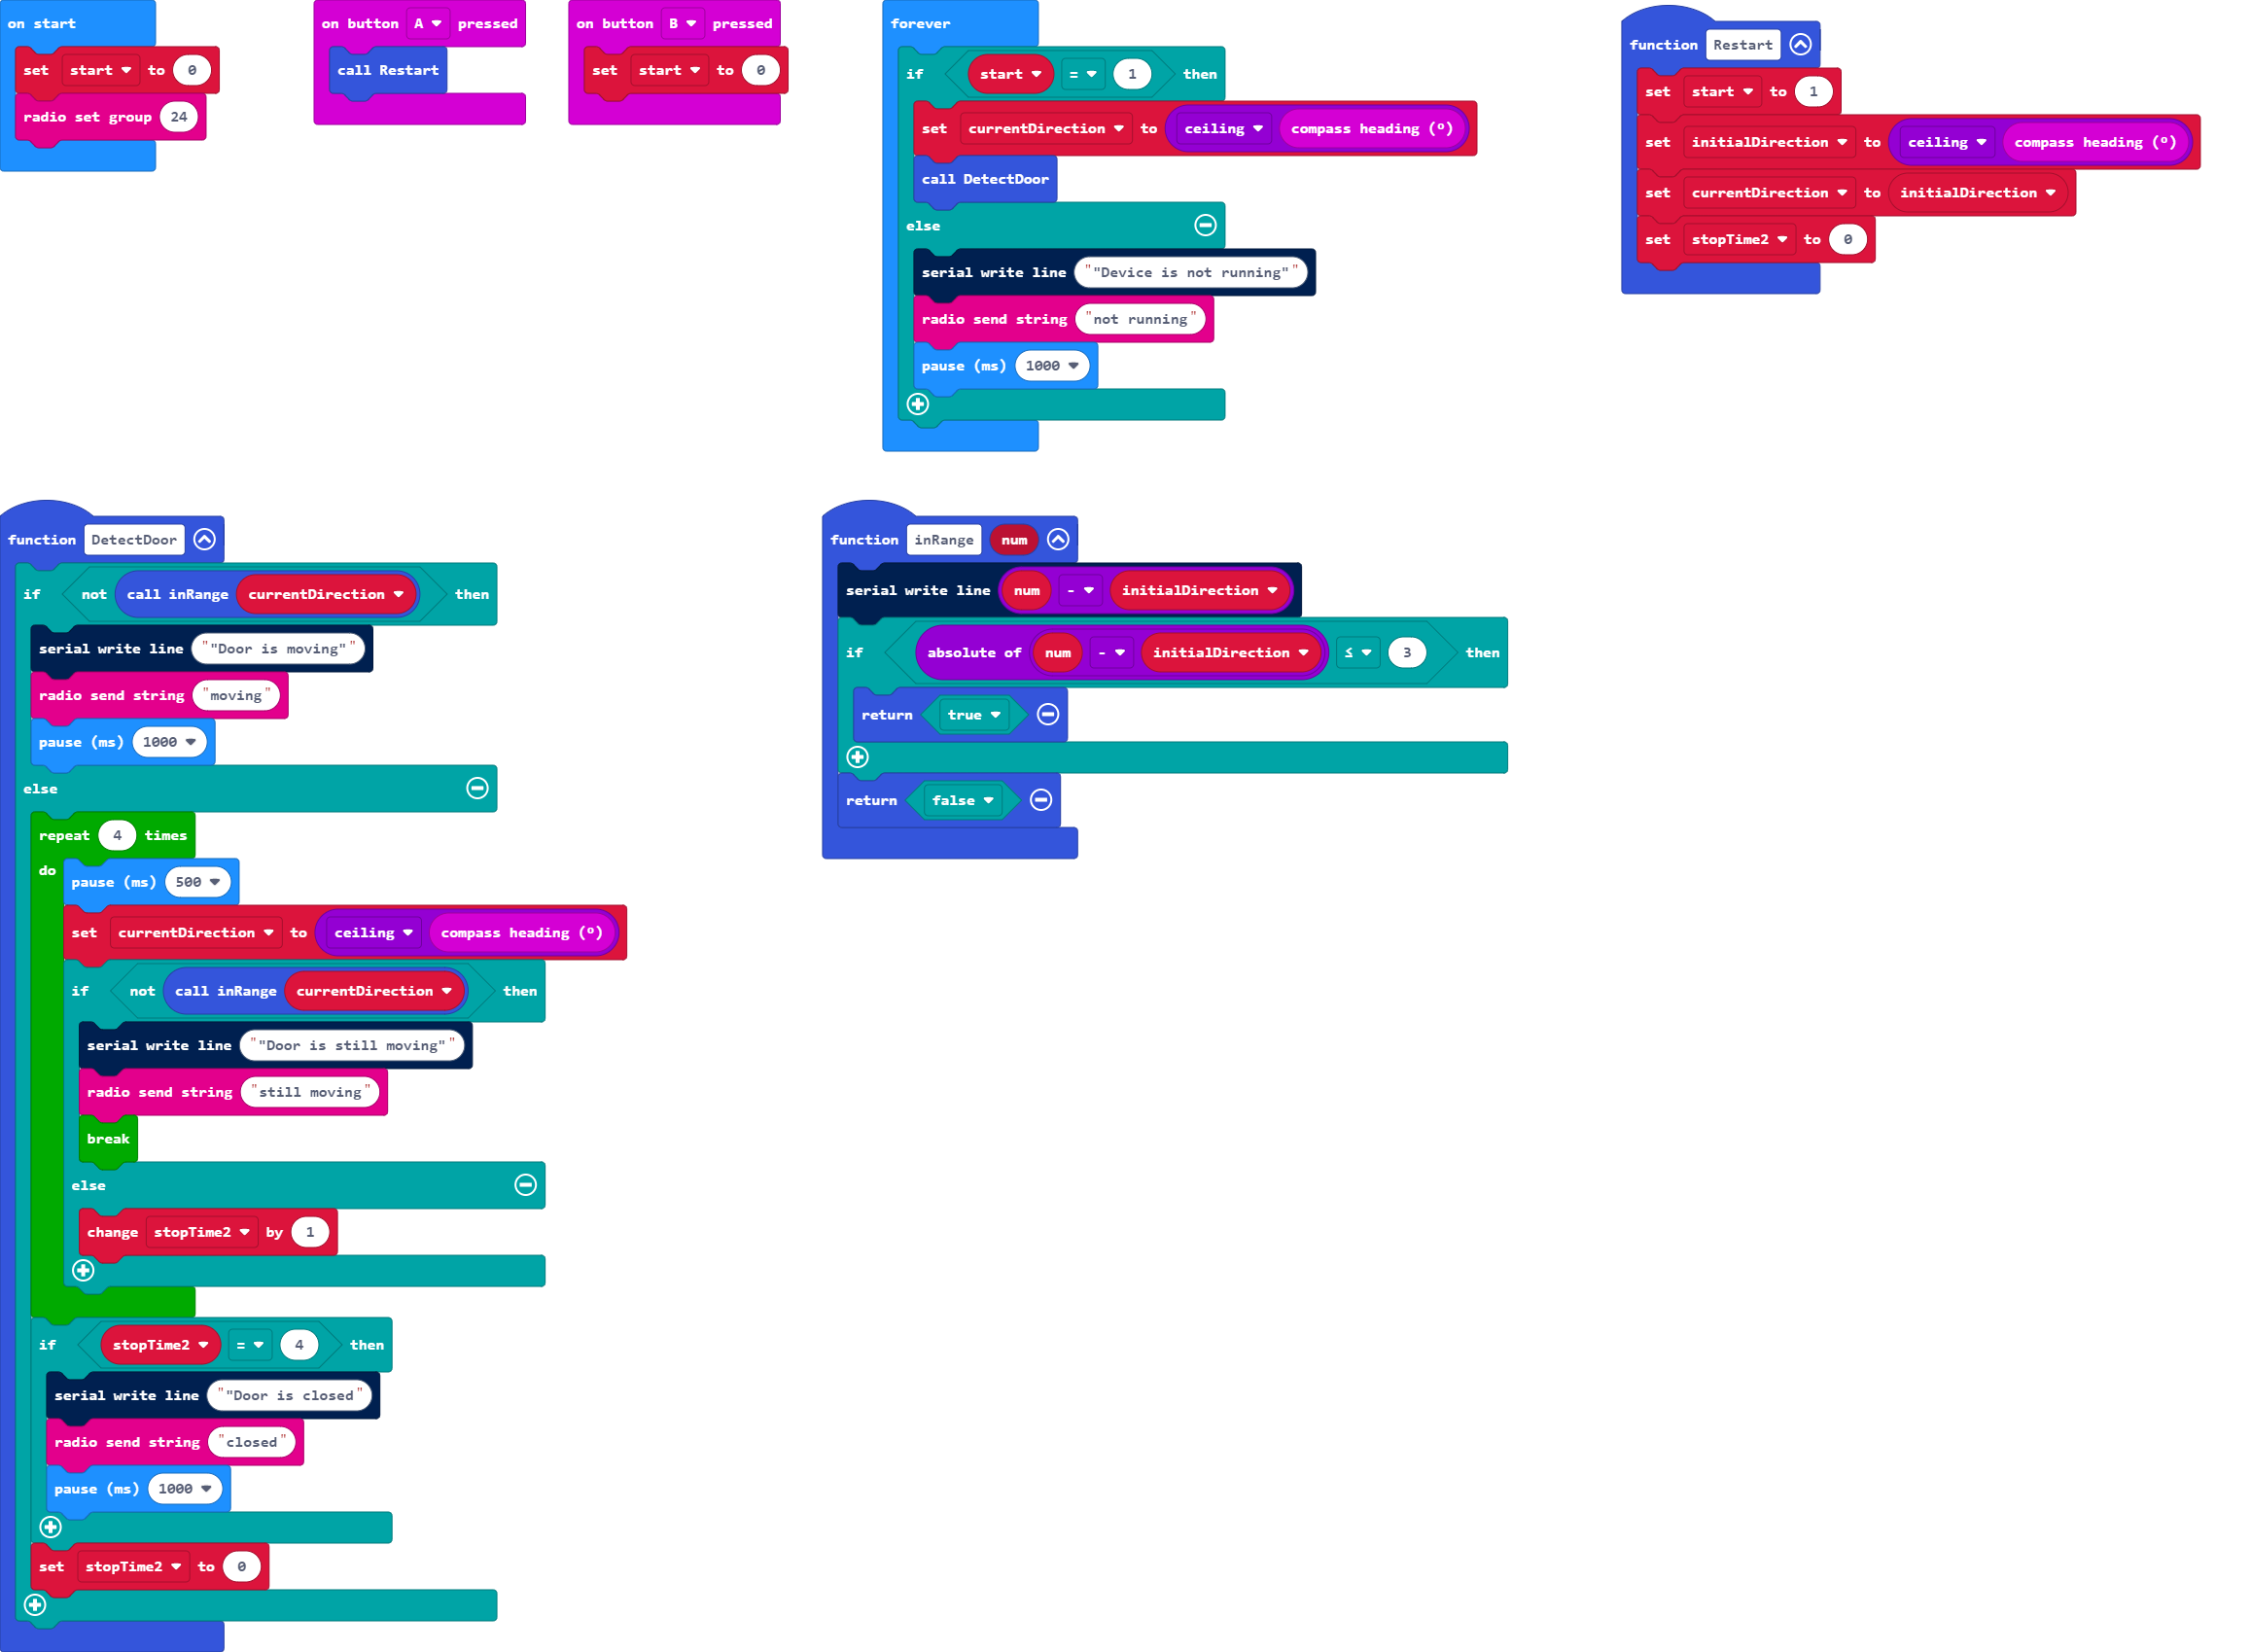 on start
set start to 0
radio set group 24
on button A pressed
call Restart
on button B pressed
set start to 0
forever
if start = 1 then
set currentDirection to ceiling compass heading (º)
call DetectDoor
else
serial write line ""Device is not running""
radio send string "not running"
pause (ms) 1000
function Restart
set start to 1
set initialDirection to ceiling compass heading (º)
set currentDirection to initialDirection
set stopTime2 to 0
function DetectDoor
if not call inRange currentDirection then
serial write line ""Door is moving""
radio send string "moving"
pause (ms) 1000
else
repeat 4 times
do
pause (ms) 500
set currentDirection to ceiling compass heading (º)
if not call inRange currentDirection then
serial write line ""Door is still moving""
radio send string "still moving"
break
else
change stopTime2 by 1
if stopTime2 = 4 then
serial write line ""Door is closed"
radio send string "closed"
pause (ms) 1000
set stopTime2 to 0
function inRange num
serial write line num - initialDirection
if absolute of num - initialDirection ≤ 3 then
return true
return false